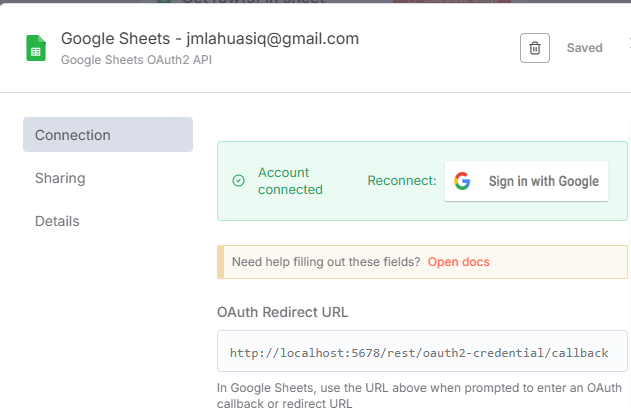 Google Sheets - jmlahuasiq@gmail.com
Google Sheets OAuth2 API
Saved
Connection
Sharing
Details
Account
connected
Reconnect:
Sign in with Google
Need help filling out these fields? Open docs
OAuth Redirect URL
http://localhost:5678/rest/oauth2-credential/callback
In Google Sheets, use the URL above when prompted to enter an OAuth
callback or redirect URL